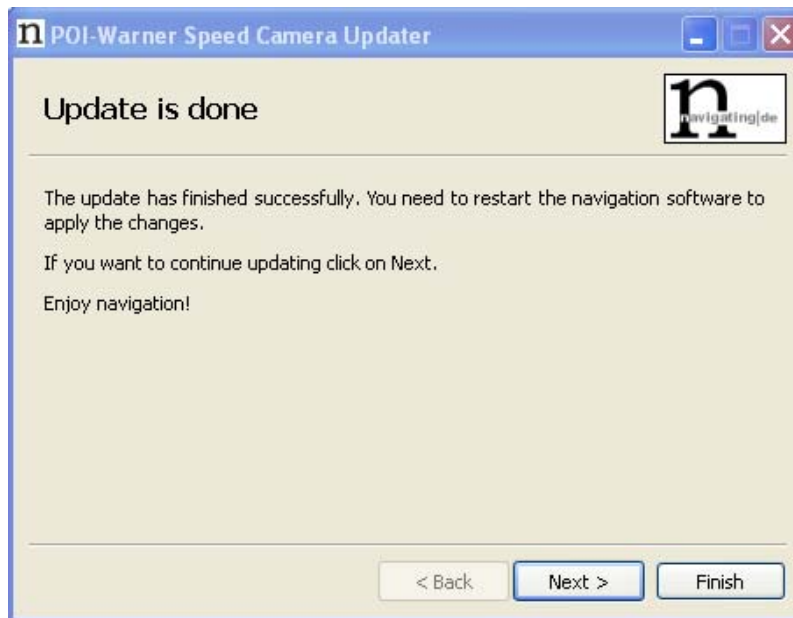 n POI-Warner Speed Camera Updater
Update is done
navigating|de
The update has finished successfully. You need to restart the navigation software to
apply the changes.
If you want to continue updating click on Next.
Enjoy navigation!
< Back
Next >
Finish